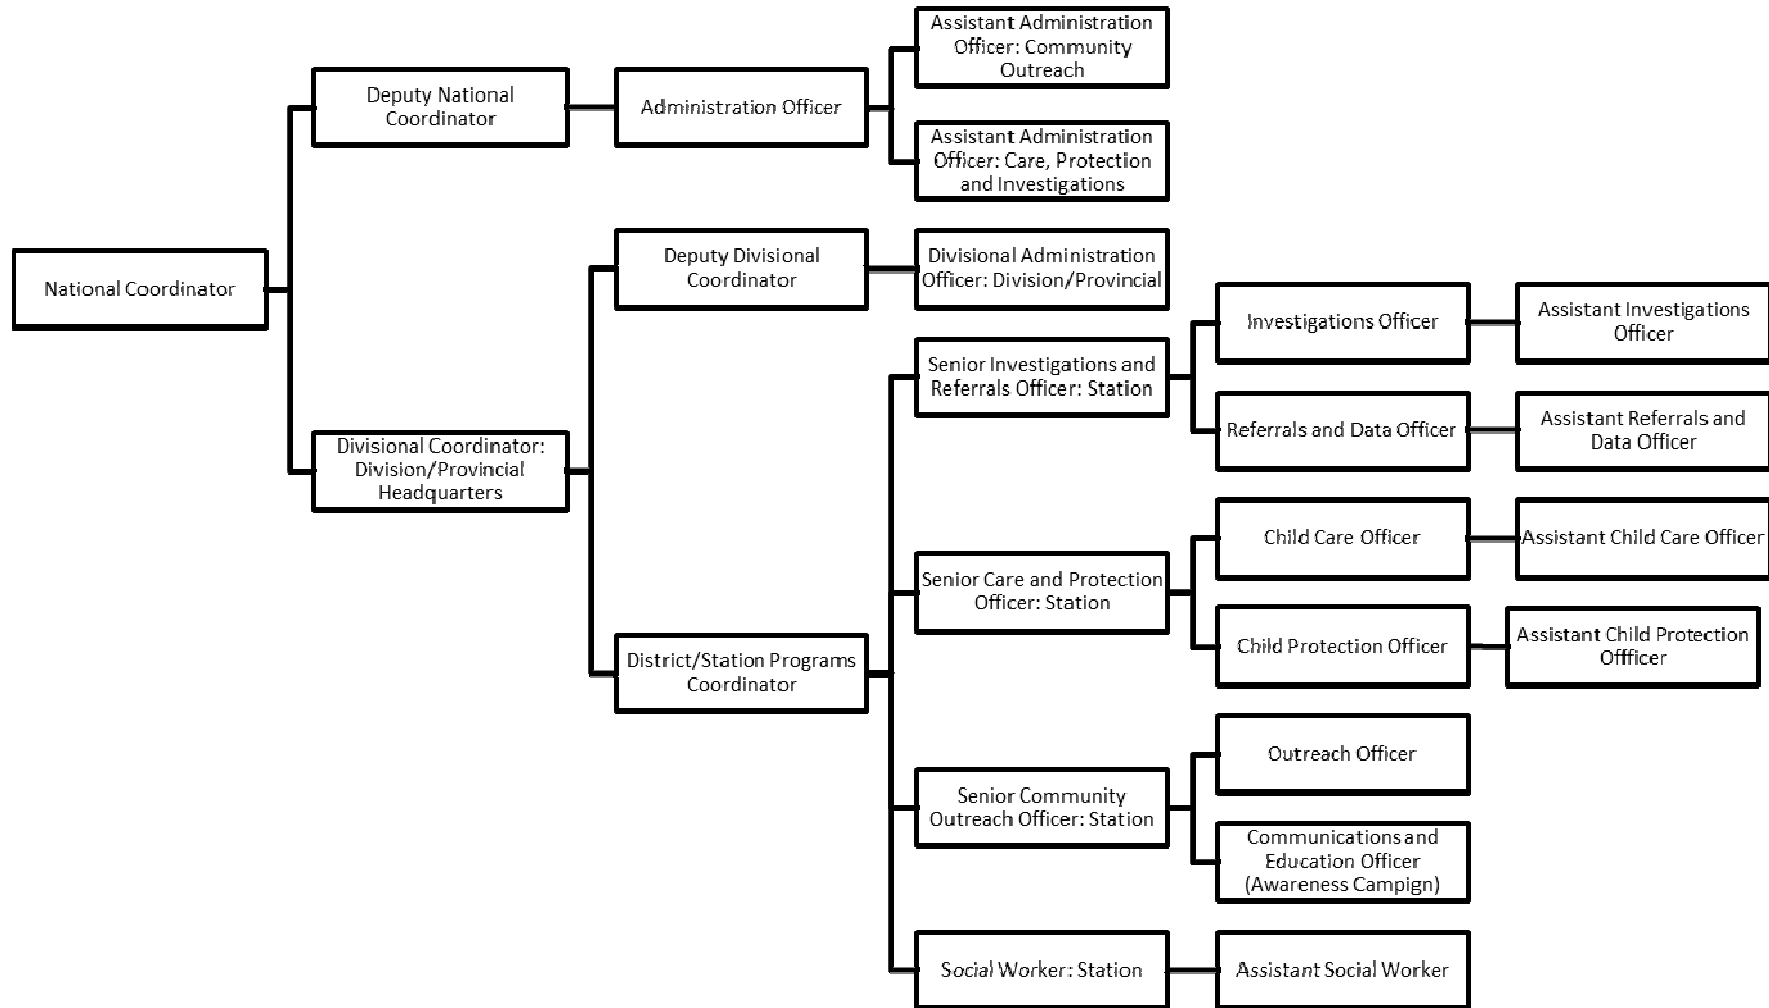 National Coordinator
Deputy National
Coordinator
Administration Officer
Assistant Administration
Officer: Community
Outreach
Assistant Administration
Officer: Care, Protection
and Investigations
Divisional Coordinator:
Division/Provincial
Headquarters
Deputy Divisional
Coordinator
Divisional Administration
Officer: Division/Provincial
District/Station Programs
Coordinator
Senior Investigations and
Referrals Officer: Station
Investigations Officer
Assistant Investigations
Officer
Referrals and Data Officer
Assistant Referrals and
Data Officer
Senior Care and Protection
Officer: Station
Child Care Officer
Assistant Child Care Officer
Child Protection Officer
Assistant Child Protection
Offficer
Senior Community
Outreach Officer: Station
Outreach Officer
Communications and
Education Officer
(Awareness Campign)
Social Worker: Station
Assistant Social Worker